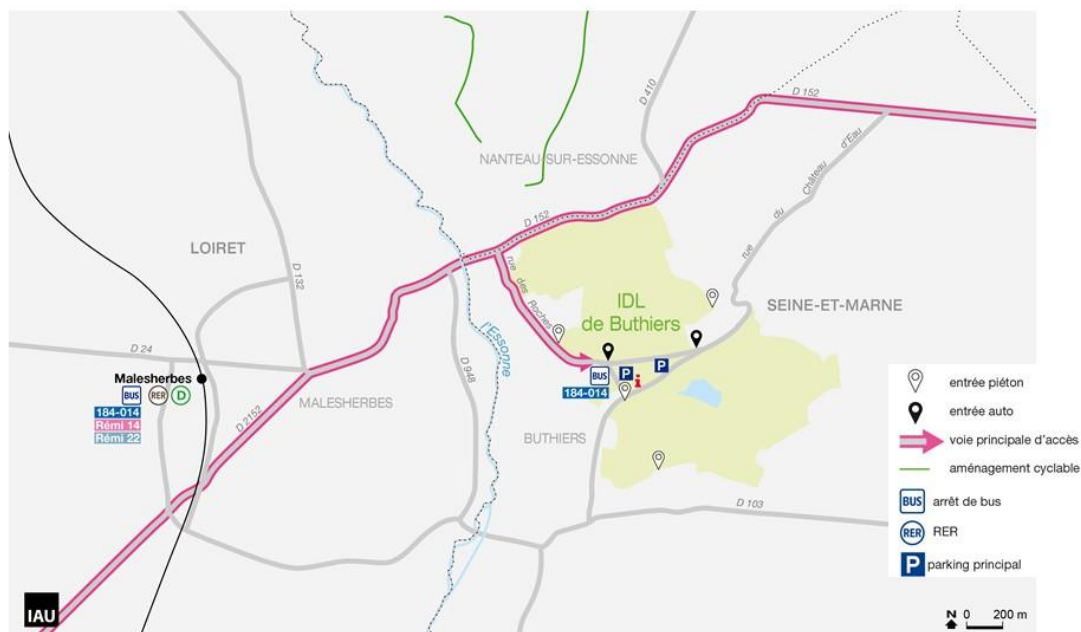 D 152
D 410
NANTEAU-SUR-ESSONNE
rue du Château d'Eau
D 152
LOIRET
D 132
rue des Roches
IDL
de Buthiers
SEINE-ET-MARNE
l'Essonne
D 24
Malesherbes
BUS RER D
184-014
Rémi 14
Rémi 22
D 948
MALESHERBES
D 2152
BUS
184-014
P
i
P
BUTHIERS
D 103
entrée piéton
entrée auto
voie principale d'accès
aménagement cyclable
BUS arrêt de bus
RER RER
P parking principal
IAU
N 0 200 m